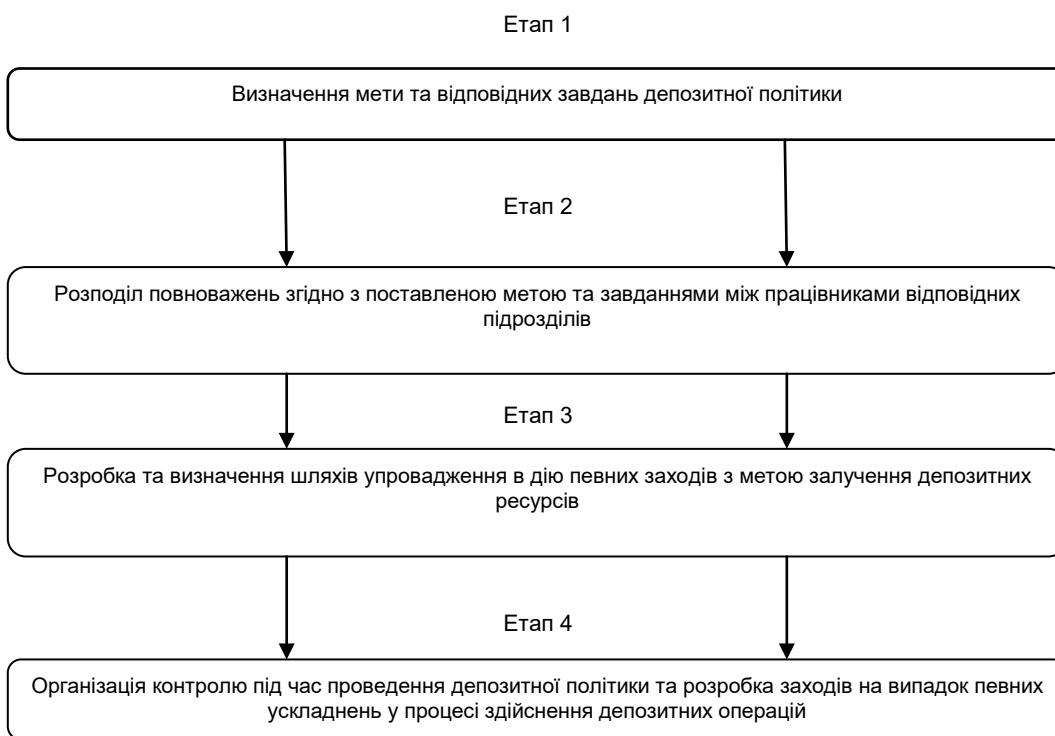 Етап 1
Визначення мети та відповідних завдань депозитної політики
Етап 2
Розподіл повноважень згідно з поставленою метою та завданнями між працівниками відповідних
підрозділів
Етап 3
Розробка та визначення шляхів упровадження в дію певних заходів з метою залучення депозитних
ресурсів
Етап 4
Організація контролю під час проведення депозитної політики та розробка заходів на випадок певних
ускладнень у процесі здійснення депозитних операцій